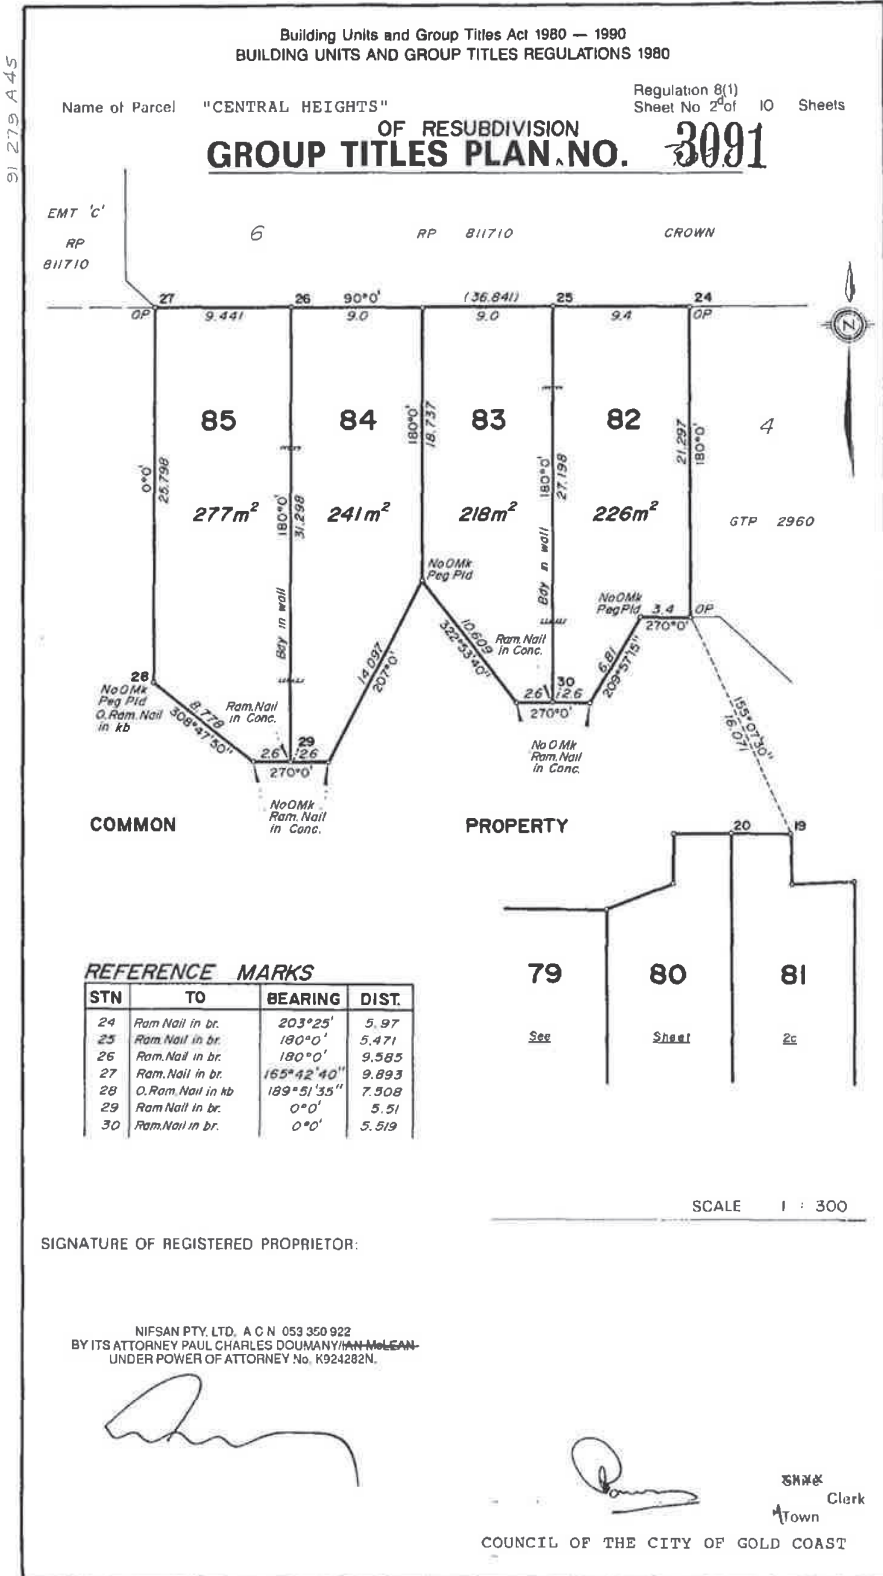 Building Units and Group Titles Act 1980 — 1990
BUILDING UNITS AND GROUP TITLES REGULATIONS 1980
91 279 A45
Regulation 8(1)
Name of Parcel "CENTRAL HEIGHTS"
Sheet No 2d of 10 Sheets
OF RESUBDIVISION
GROUP TITLES PLAN ^ NO. 3091
EMT 'C'
RP
811710
6 RP 811710 CROWN
27 26 90°0' (36.841) 25 24
OP 9.441 9.0 9.0 9.4 OP
N
85 84 83 82
4
0°0'
25.798
180°0'
31.298
180°0'
18.737
180°0'
27.198
21.297
180°0'
277m² 241m² 218m² 226m²
GTP 2960
Bdy in wall
Bdy in wall
No OMk
Peg Pld
No OMk
Peg Pld
3.4 OP
270°0'
10.609
322°53'40"
Ram. Nail
in Conc.
6.81
209°57'15"
14.097
207°0'
28
No OMk
Peg Pld
O.Ram. Nail
in kb
8.778
308°47'50"
Ram. Nail
in Conc.
30
2.6 2.6
270°0'
155°07'30"
16.071
29
2.6 2.6
270°0'
No OMk
Ram. Nail
in Conc.
No OMk
Ram. Nail
in Conc.
COMMON PROPERTY
20 19
79 80 81
See Sheet 2c
REFERENCE MARKS
STN TO BEARING DIST.
24 Ram Nail in br. 203°25' 5.97
25 Ram. Nail in br. 180°0' 5.471
26 Ram. Nail in br. 180°0' 9.585
27 Ram. Nail in br. 165°42'40" 9.893
28 O.Ram. Nail in kb 189°51'35" 7.308
29 Ram Nail in br. 0°0' 5.51
30 Ram. Nail in br. 0°0' 5.519
SCALE 1 : 300
SIGNATURE OF REGISTERED PROPRIETOR:
NIFSAN PTY. LTD. A C N 053 350 922
BY ITS ATTORNEY PAUL CHARLES DOUMANY/IAN McLEAN
UNDER POWER OF ATTORNEY No. K924282N.
Clerk
Town
COUNCIL OF THE CITY OF GOLD COAST